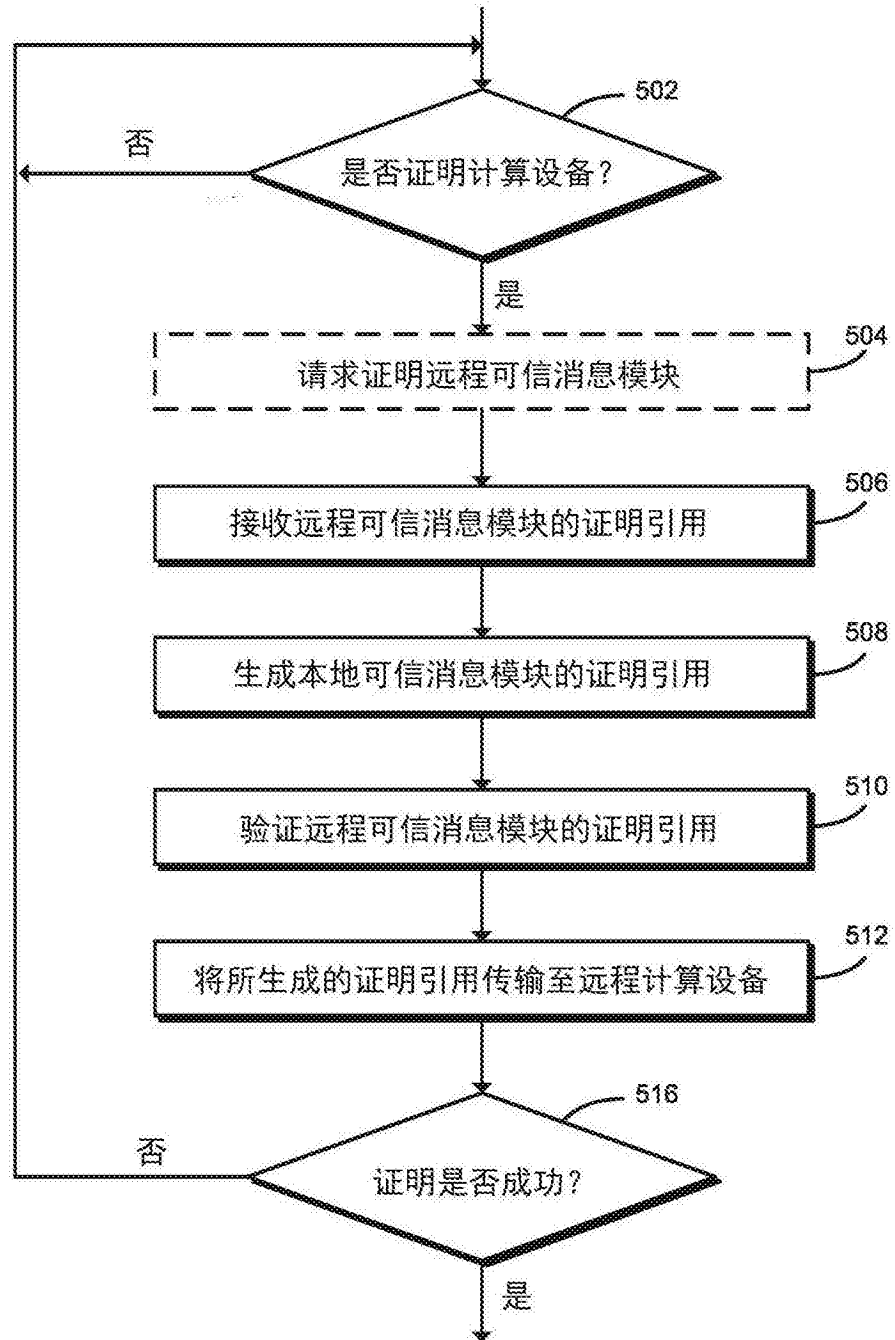 502
是否证明计算设备?
否
是
504
请求证明远程可信消息模块
506
接收远程可信消息模块的证明引用
508
生成本地可信消息模块的证明引用
510
验证远程可信消息模块的证明引用
512
将所生成的证明引用传输至远程计算设备
516
证明是否成功?
否
是